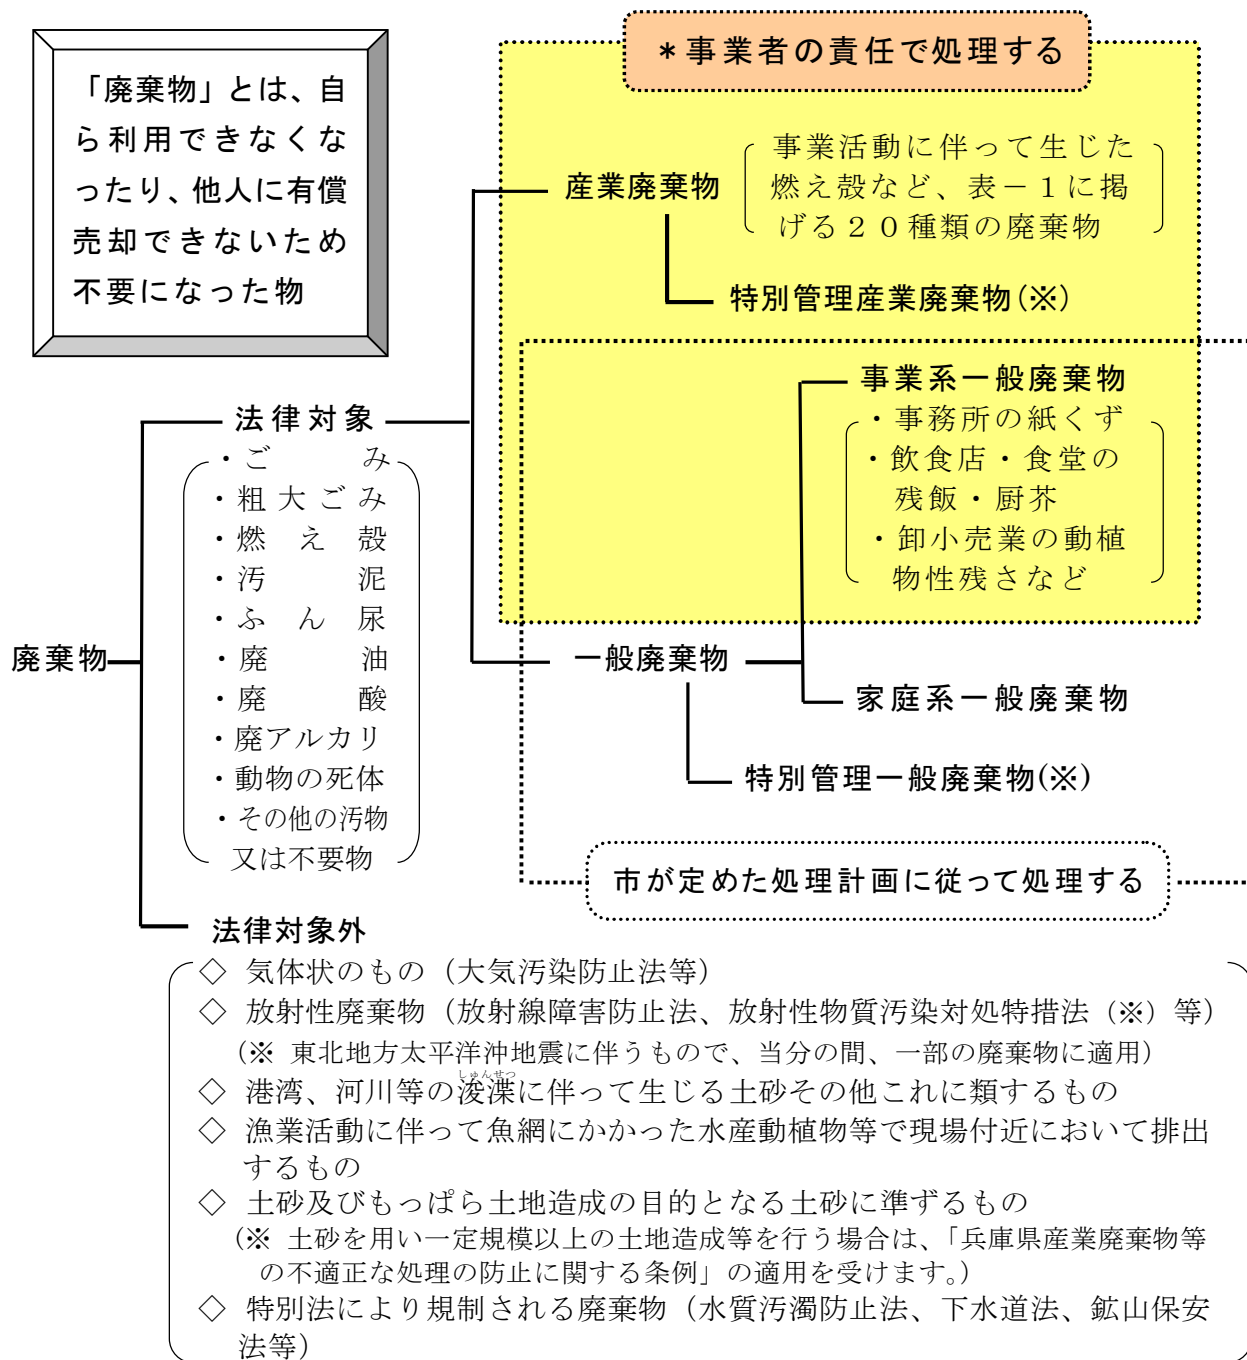 「廃棄物」とは、自
ら利用できなくな
ったり、他人に有償
売却できないため
不要になった物
＊事業者の責任で処理する
産業廃棄物
事業活動に伴って生じた
燃え殻など、表－１に掲
げる２０種類の廃棄物
特別管理産業廃棄物(※)
事業系一般廃棄物
・事務所の紙くず
・飲食店・食堂の
残飯・厨芥
・卸小売業の動植
物性残さなど
法律対象
・ごみ
・粗大ごみ
・燃え殻
・汚泥
・ふん尿
・廃油
・廃酸
・廃アルカリ
・動物の死体
・その他の汚物
又は不要物
廃棄物
一般廃棄物
家庭系一般廃棄物
特別管理一般廃棄物(※)
市が定めた処理計画に従って処理する
法律対象外
◇ 気体状のもの（大気汚染防止法等）
◇ 放射性廃棄物（放射線障害防止法、放射性物質汚染対処特措法（※）等）
（※ 東北地方太平洋沖地震に伴うもので、当分の間、一部の廃棄物に適用）
しゅんせつ
◇ 港湾、河川等の浚渫に伴って生じる土砂その他これに類するもの
◇ 漁業活動に伴って魚網にかかった水産動植物等で現場付近において排出
するもの
◇ 土砂及びもっぱら土地造成の目的となる土砂に準ずるもの
（※ 土砂を用い一定規模以上の土地造成等を行う場合は、「兵庫県産業廃棄物等
の不適正な処理の防止に関する条例」の適用を受けます。）
◇ 特別法により規制される廃棄物（水質汚濁防止法、下水道法、鉱山保安
法等）